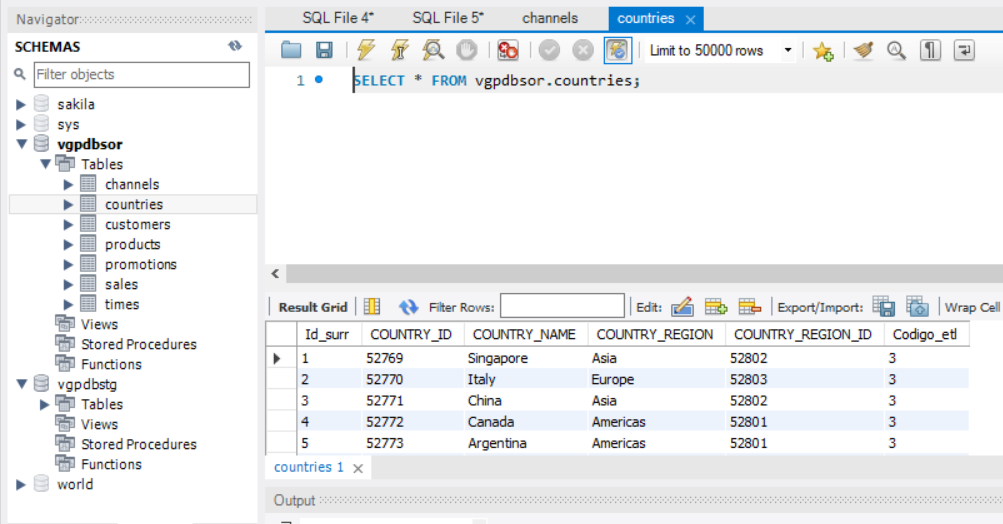 Navigator
SCHEMAS
Filter objects
sakila
sys
vgpdbsor
Tables
channels
countries
customers
products
promotions
sales
times
Views
Stored Procedures
Functions
vgpdbstg
Tables
Views
Stored Procedures
Functions
world
SQL File 4* SQL File 5* channels countries
Limit to 50000 rows
1 SELECT * FROM vgpdbsor.countries;
Result Grid Filter Rows: Edit: Export/Import: Wrap Cell
Id_surr COUNTRY_ID COUNTRY_NAME COUNTRY_REGION COUNTRY_REGION_ID Codigo_etl
1 52769 Singapore Asia 52802 3
2 52770 Italy Europe 52803 3
3 52771 China Asia 52802 3
4 52772 Canada Americas 52801 3
5 52773 Argentina Americas 52801 3
countries 1
Output